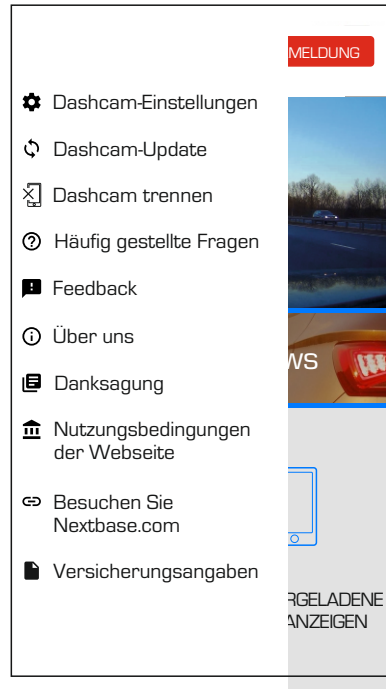 MELDUNG
Dashcam-Einstellungen
Dashcam-Update
Dashcam trennen
Häufig gestellte Fragen
Feedback
Über uns
WS
Danksagung
Nutzungsbedingungen
der Webseite
Besuchen Sie
Nextbase.com
Versicherungsangaben
RGELADENE
ANZEIGEN